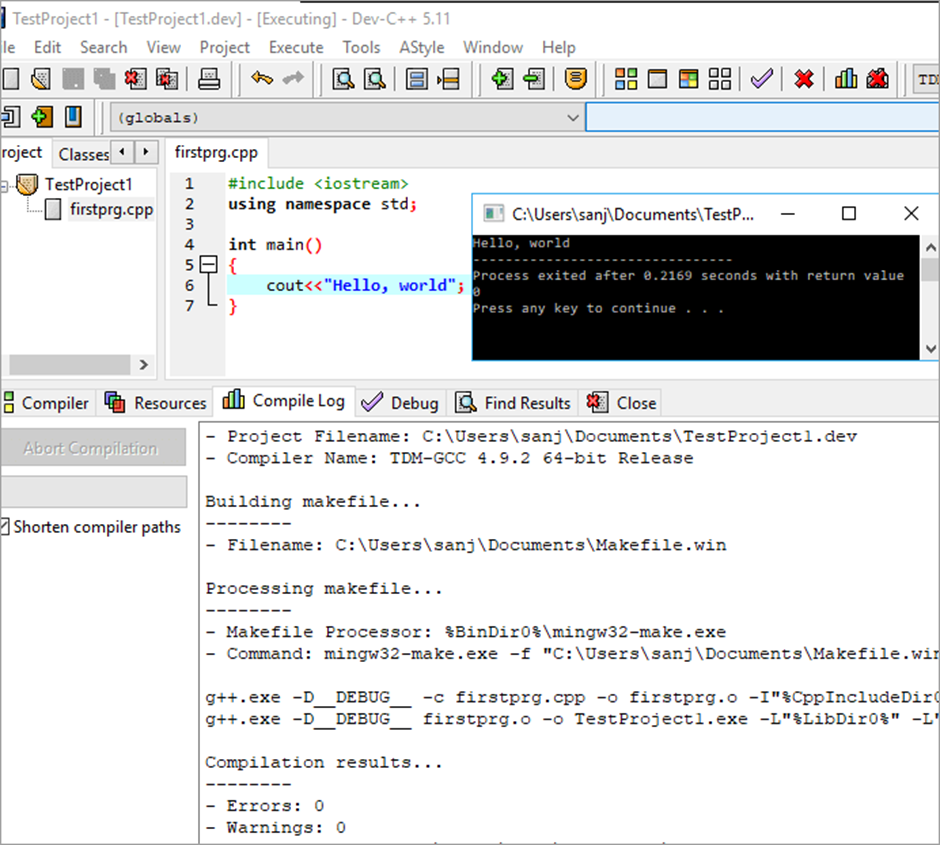 TestProject1 - [TestProject1.dev] - [Executing] - Dev-C++ 5.11
le Edit Search View Project Execute Tools AStyle Window Help
TDI
(globals)
roject Classes
firstprg.cpp
TestProject1
firstprg.cpp
1 #include <iostream>
2 using namespace std;
3
4 int main()
5 {
6 cout<<"Hello, world";
7 }
C:\Users\sanj\Documents\TestP...
Hello, world
--------------------------------
Process exited after 0.2169 seconds with return value
0
Press any key to continue . . .
Compiler Resources Compile Log Debug Find Results Close
Abort Compilation
Shorten compiler paths
- Project Filename: C:\Users\sanj\Documents\TestProject1.dev
- Compiler Name: TDM-GCC 4.9.2 64-bit Release
Building makefile...
--------
- Filename: C:\Users\sanj\Documents\Makefile.win
Processing makefile...
--------
- Makefile Processor: %BinDir0%\mingw32-make.exe
- Command: mingw32-make.exe -f "C:\Users\sanj\Documents\Makefile.win
g++.exe -D__DEBUG__ -c firstprg.cpp -o firstprg.o -I"%CppIncludeDir0
g++.exe -D__DEBUG__ firstprg.o -o TestProject1.exe -L"%LibDir0%" -L"
Compilation results...
--------
- Errors: 0
- Warnings: 0